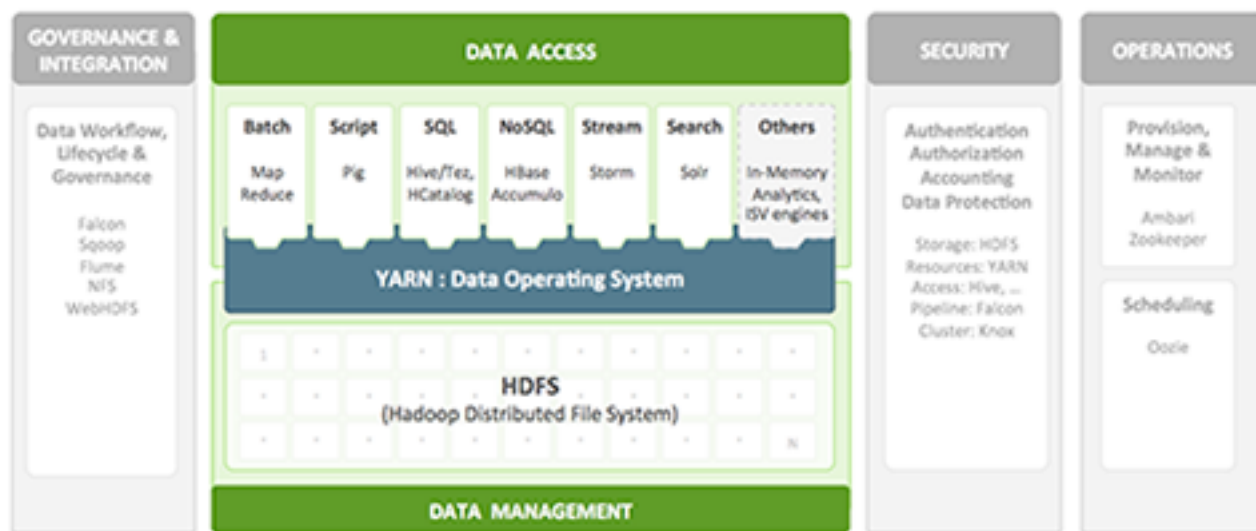 GOVERNANCE &
INTEGRATION
Data Workflow,
Lifecycle &
Governance
Falcon
Sqoop
Flume
NFS
WebHDFS
DATA ACCESS
Batch
Map
Reduce
Script
Pig
SQL
Hive/Tez,
HCatalog
NoSQL
HBase
Accumulo
Stream
Storm
Search
Solr
Others
In-Memory
Analytics,
ISV engines
YARN : Data Operating System
1
HDFS
(Hadoop Distributed File System)
N
DATA MANAGEMENT
SECURITY
Authentication
Authorization
Accounting
Data Protection
Storage: HDFS
Resources: YARN
Access: Hive, ...
Pipeline: Falcon
Cluster: Knox
OPERATIONS
Provision,
Manage &
Monitor
Ambari
Zookeeper
Scheduling
Oozie